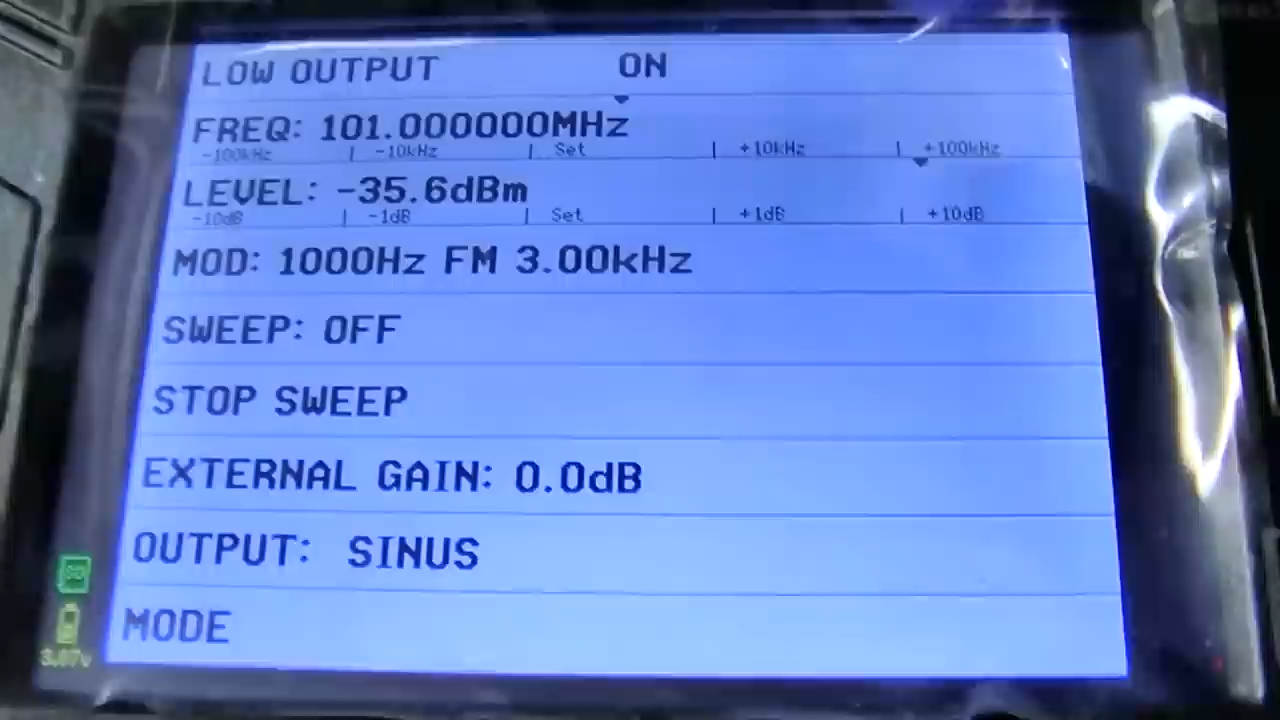 LOW OUTPUT ON
FREQ: 101.000000MHz
-100kHz | -10kHz | Set | +10kHz | +100kHz
LEVEL: -35.6dBm
-10dB | -1dB | Set | +1dB | +10dB
MOD: 1000Hz FM 3.00kHz
SWEEP: OFF
STOP SWEEP
EXTERNAL GAIN: 0.0dB
OUTPUT: SINUS
MODE